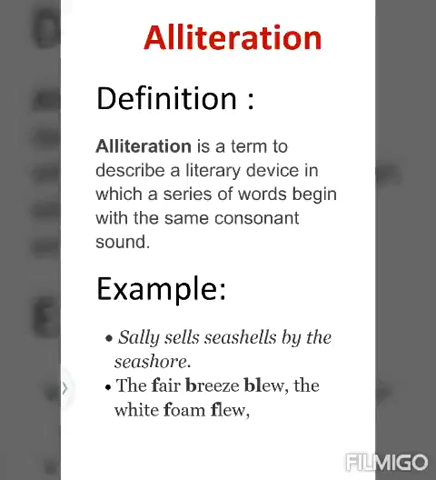 Alliteration
Definition :
Alliteration is a term to
describe a literary device in
which a series of words begin
with the same consonant
sound.
Example:
• Sally sells seashells by the
seashore.
• The fair breeze blew, the
white foam flew,
FILMIGO